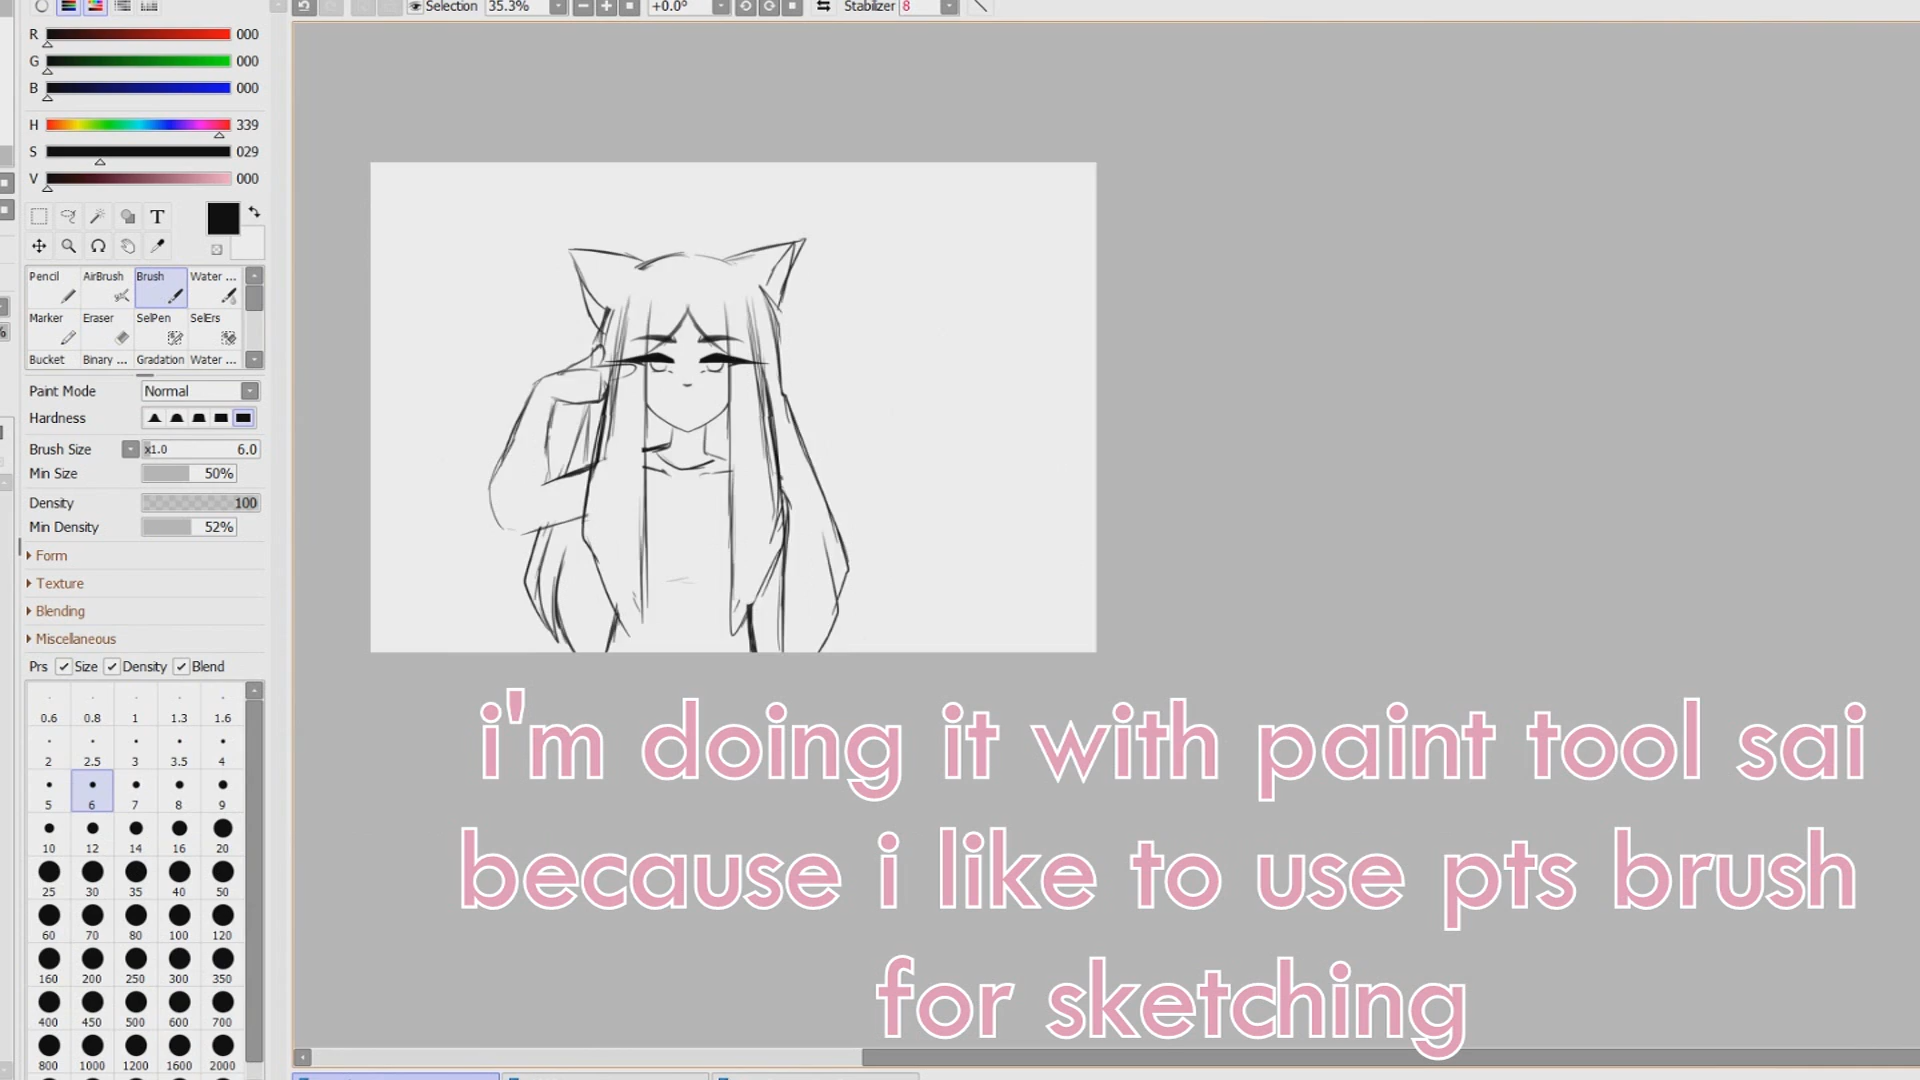 Selection 35.3% +0.0° Stabilizer 8
R 000
G 000
B 000
H 339
S 029
V 000
T
Pencil AirBrush Brush Water ...
Marker Eraser SelPen SelErs
Bucket Binary ... Gradation Water ...
Paint Mode Normal
Hardness
Brush Size x1.0 6.0
Min Size 50%
Density 100
Min Density 52%
Form
Texture
Blending
Miscellaneous
Prs Size Density Blend
0.6 0.8 1 1.3 1.6
2 2.5 3 3.5 4
5 6 7 8 9
10 12 14 16 20
25 30 35 40 50
60 70 80 100 120
160 200 250 300 350
400 450 500 600 700
800 1000 1200 1600 2000
i'm doing it with paint tool sai
because i like to use pts brush
for sketching